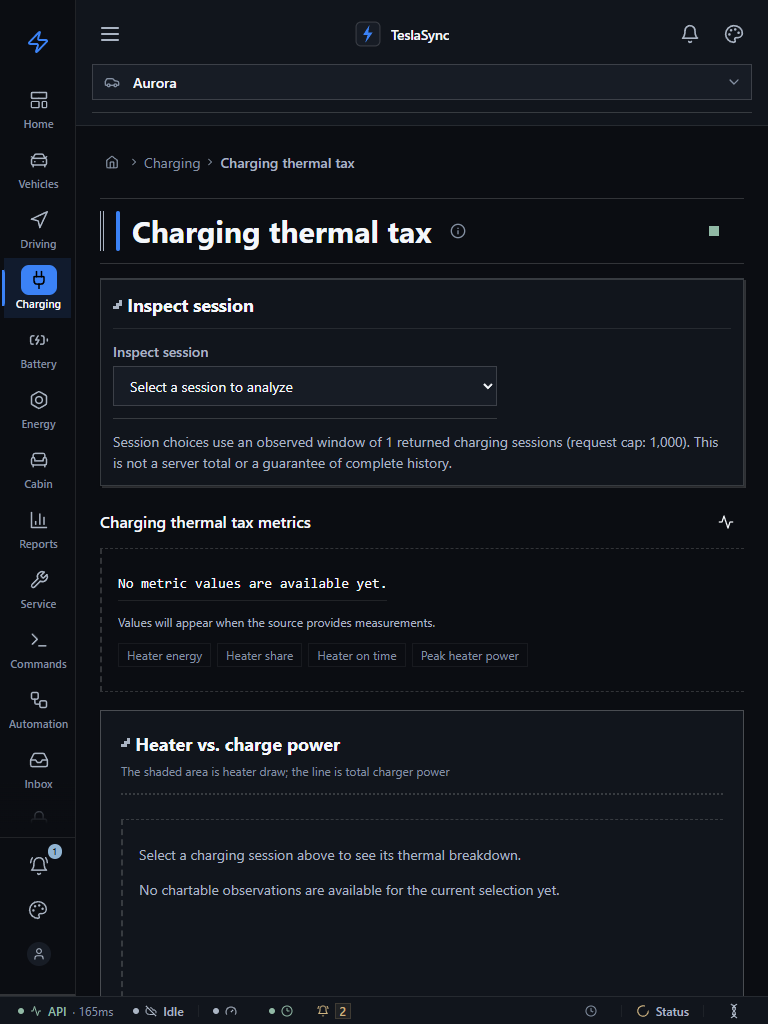 TeslaSync
Aurora
Home
Vehicles
Driving
Charging
Battery
Energy
Cabin
Reports
Service
Commands
Automation
Inbox
1
Charging
Charging thermal tax
Charging thermal tax
Inspect session
Inspect session
Select a session to analyze
Session choices use an observed window of 1 returned charging sessions (request cap: 1,000). This
is not a server total or a guarantee of complete history.
Charging thermal tax metrics
No metric values are available yet.
Values will appear when the source provides measurements.
Heater energy
Heater share
Heater on time
Peak heater power
Heater vs. charge power
The shaded area is heater draw; the line is total charger power
Select a charging session above to see its thermal breakdown.
No chartable observations are available for the current selection yet.
API · 165ms
Idle
2
Status